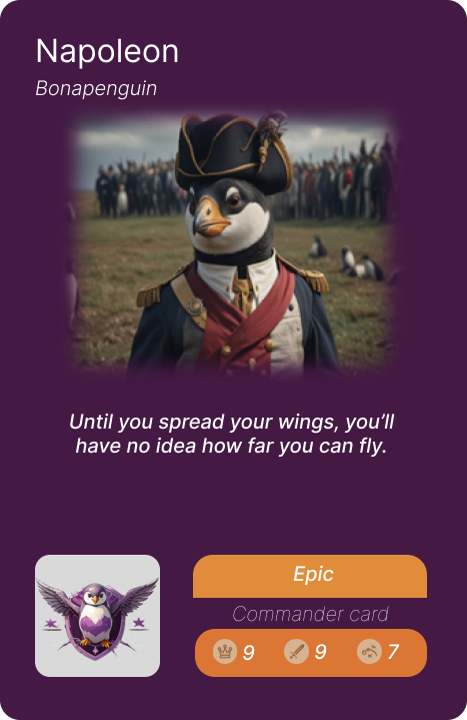 Napoleon
Bonapenguin
Until you spread your wings, you’ll
have no idea how far you can fly.
Epic
Commander card
9 9 7